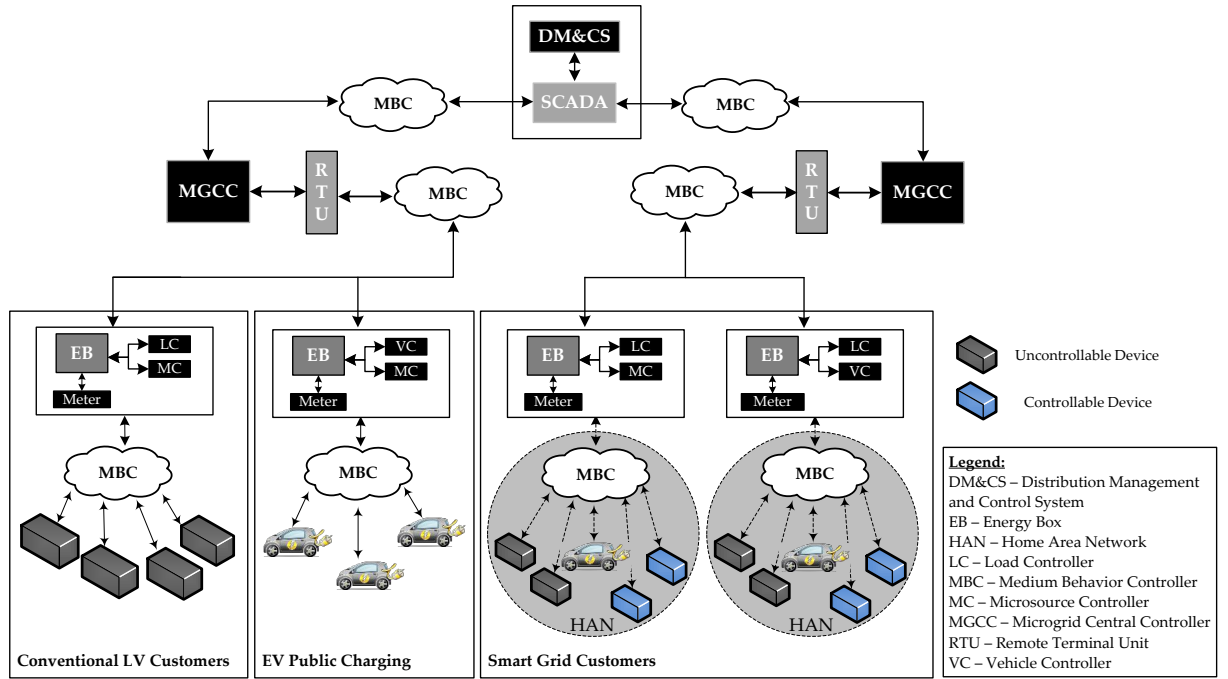 DM&CS
SCADA
MBC
MBC
MGCC
R
T
U
MBC
MBC
R
T
U
MGCC
EB
LC
MC
Meter
MBC
Conventional LV Customers
EB
VC
MC
Meter
MBC
EV Public Charging
EB
LC
MC
Meter
MBC
HAN
EB
LC
VC
Meter
MBC
HAN
Smart Grid Customers
Uncontrollable Device
Controllable Device
Legend:
DM&CS – Distribution Management
and Control System
EB – Energy Box
HAN – Home Area Network
LC – Load Controller
MBC – Medium Behavior Controller
MC – Microsource Controller
MGCC – Microgrid Central Controller
RTU – Remote Terminal Unit
VC – Vehicle Controller